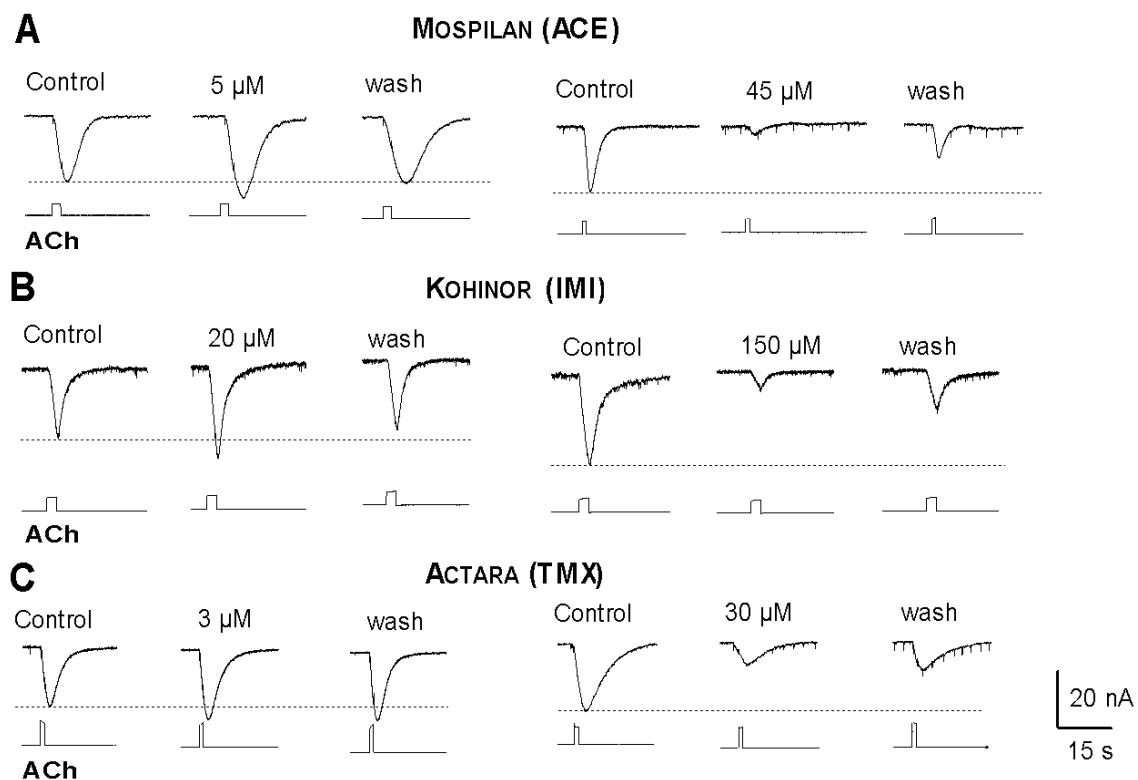 A
MOSPILAN (ACE)
Control 5 µM wash Control 45 µM wash
ACh
B
KOHINOR (IMI)
Control 20 µM wash Control 150 µM wash
ACh
C
ACTARA (TMX)
Control 3 µM wash Control 30 µM wash
20 nA
15 s
ACh